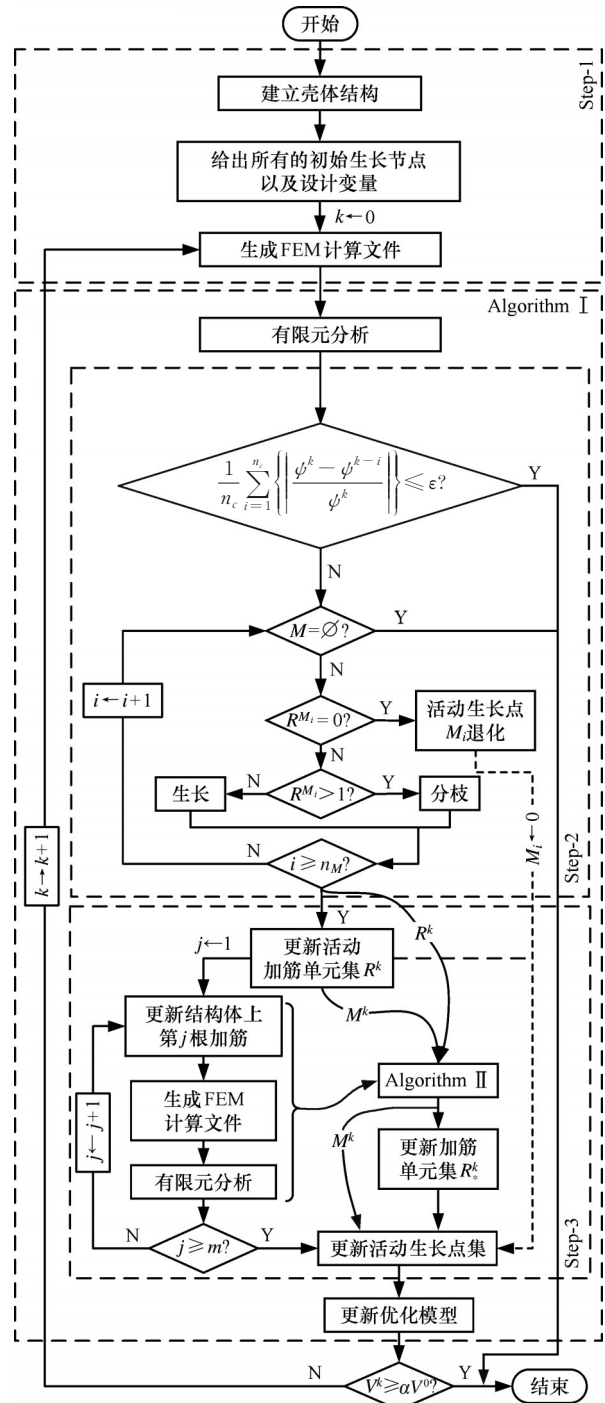 开始
Step-1
建立壳体结构
给出所有的初始生长节点
以及设计变量
k←0
生成FEM计算文件
Algorithm Ⅰ
有限元分析
\frac{1}{n_c}\sum_{i=1}^{n_c}\left\{\left|\frac{ψ^k-ψ^{k-i}}{ψ^k}\right|\right\}≤ε?
Y
N
M=∅?
Y
N
i←i+1
R^{M_i}=0?
Y
活动生长点
M_i退化
N
生长
N
R^{M_i}>1?
Y
分枝
M_i←0
k→k+1
N
i≥n_M?
Step-2
Y
R^k
j←1
更新活动
加筋单元集R^k
M^k
更新结构体上
第j根加筋
Algorithm Ⅱ
生成FEM
计算文件
j←j+1
M^k
更新加筋
单元集R_*^k
有限元分析
N
j≥m?
Y
更新活动生长点集
Step-3
更新优化模型
N
V^k≥αV^0?
Y
结束